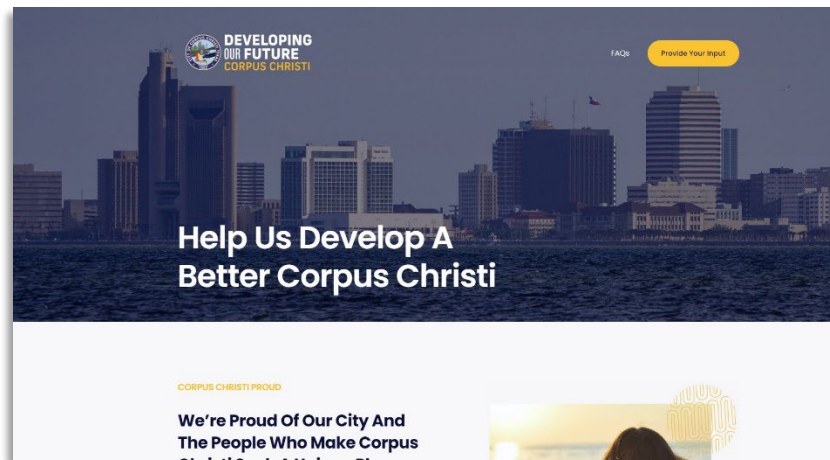 DEVELOPING
OUR FUTURE
CORPUS CHRISTI
FAQs
Provide Your Input
Help Us Develop A
Better Corpus Christi
CORPUS CHRISTI PROUD
We're Proud Of Our City And
The People Who Make Corpus